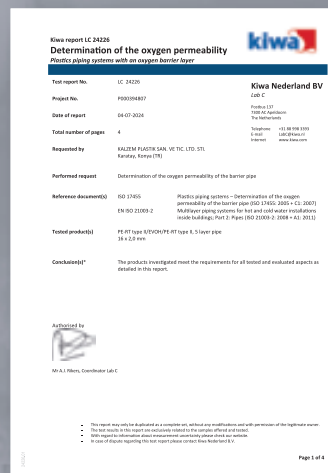 Kiwa report LC 24226
Determination of the oxygen permeability
Plastics piping systems with an oxygen barrier layer
kiwa
Test report No. LC 24226
Kiwa Nederland BV
Lab C
Project No. P000394807
Postbus 137
7300 AC Apeldoorn
The Netherlands
Date of report 04-07-2024
Telephone +31 88 998 3393
E-mail LabC@kiwa.nl
Internet www.kiwa.com
Total number of pages 4
Requested by KALZEM PLASTIK SAN. VE TIC. LTD. STI.
Karatay, Konya (TR)
Performed request Determination of the oxygen permeability of the barrier pipe
Reference document(s) ISO 17455 Plastics piping systems – Determination of the oxygen
permeability of the barrier pipe (ISO 17455: 2005 + C1: 2007)
EN ISO 21003-2 Multilayer piping systems for hot and cold water installations
inside buildings; Part 2: Pipes (ISO 21003-2: 2008 + A1: 2011)
Tested product(s) PE-RT type II/EVOH/PE-RT type II, 5 layer pipe
16 x 2,0 mm
Conclusion(s)* The products investigated meet the requirements for all tested and evaluated aspects as
detailed in this report.
Authorised by
Mr A.J. Rikers, Coordinator Lab C
• This report may only be duplicated as a complete set, without any modifications and with permission of the legitimate owner.
• The test results in this report are exclusively related to the samples offered and tested.
• With regard to information about measurement uncertainty please check our website.
• In case of dispute regarding this test report please contact Kiwa Nederland B.V.
Page 1 of 4